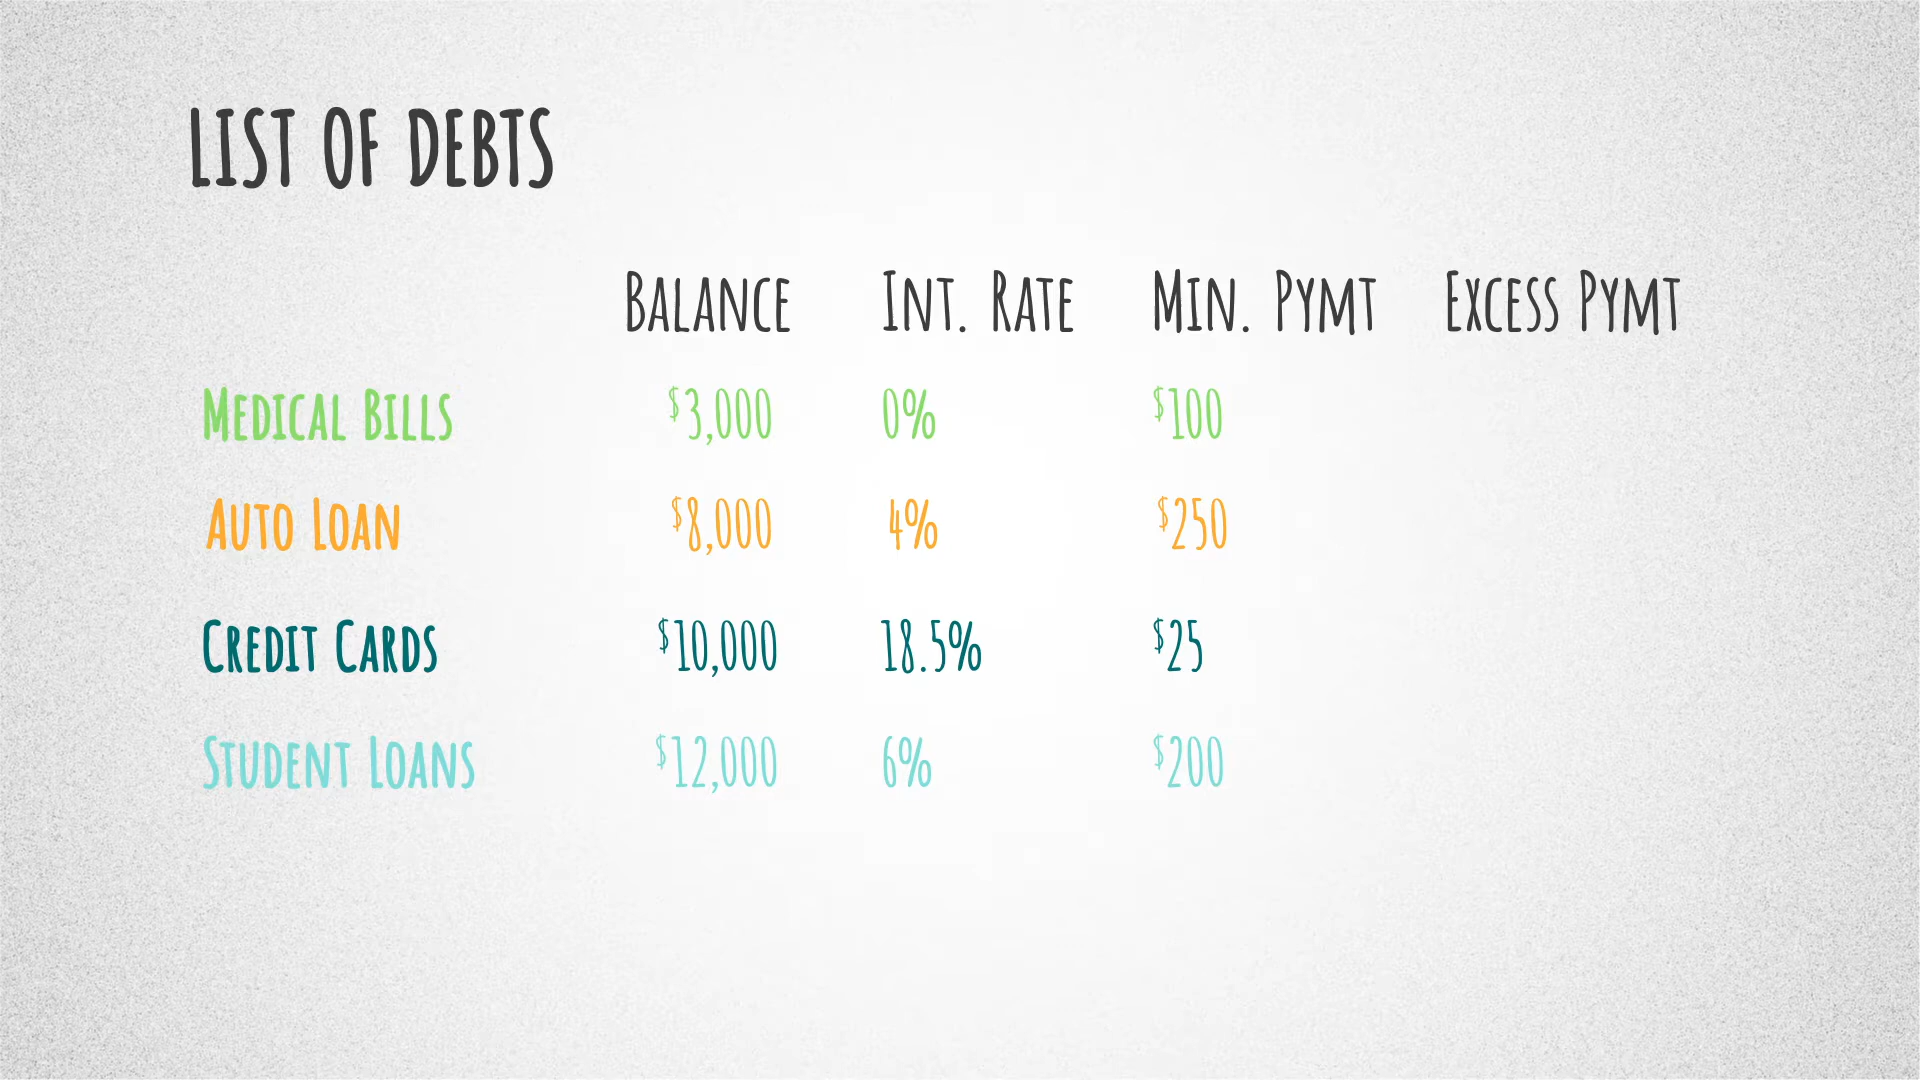 LIST OF DEBTS
BALANCE INT. RATE MIN. PYMT EXCESS PYMT
MEDICAL BILLS $3,000 0% $100
AUTO LOAN $8,000 4% $250
CREDIT CARDS $10,000 18.5% $25
STUDENT LOANS $12,000 6% $200